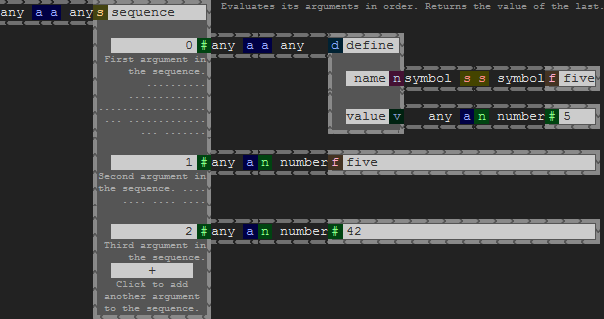 Evaluates its arguments in order. Returns the value of the last.
any a a any s sequence
0 # any a a any d define
First argument in
the sequence.
name n symbol s s symbol f five
value v any a n number # 5
1 # any a n number f five
Second argument in
the sequence.
2 # any a n number # 42
Third argument in
the sequence.
+
Click to add
another argument
to the sequence.